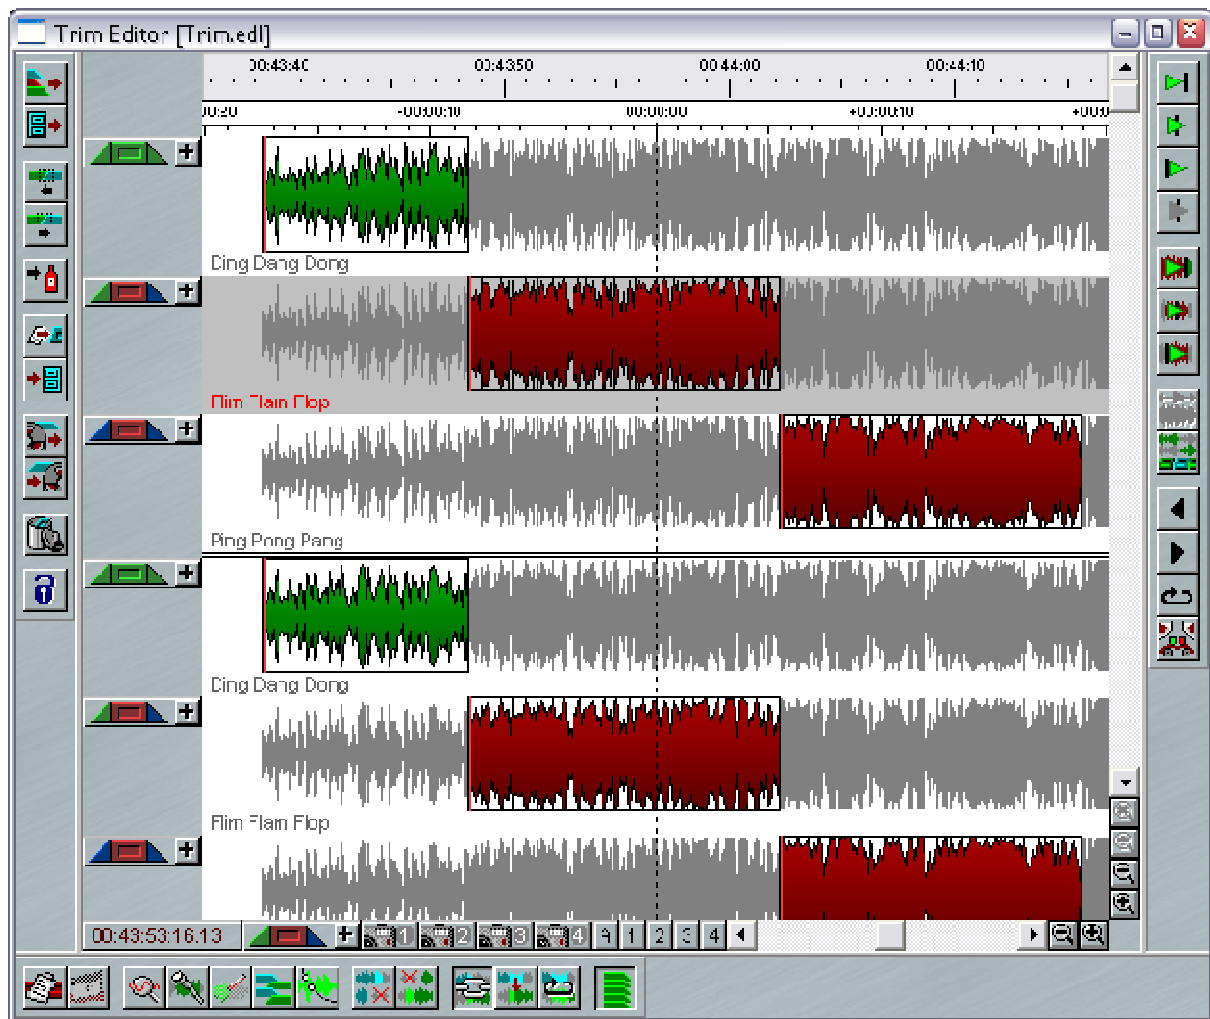 Trim Editor [Trim.edl]
00:43:40 00:43:50 00:44:00 00:44:10
-00:00:10 00:00:00 +00:00:10
Ding Dang Dong
Flim Flam Flop
Ping Pong Pang
Ding Dang Dong
Flim Flam Flop
00:43:53:16.13 1 2 3 4 A 1 2 3 4